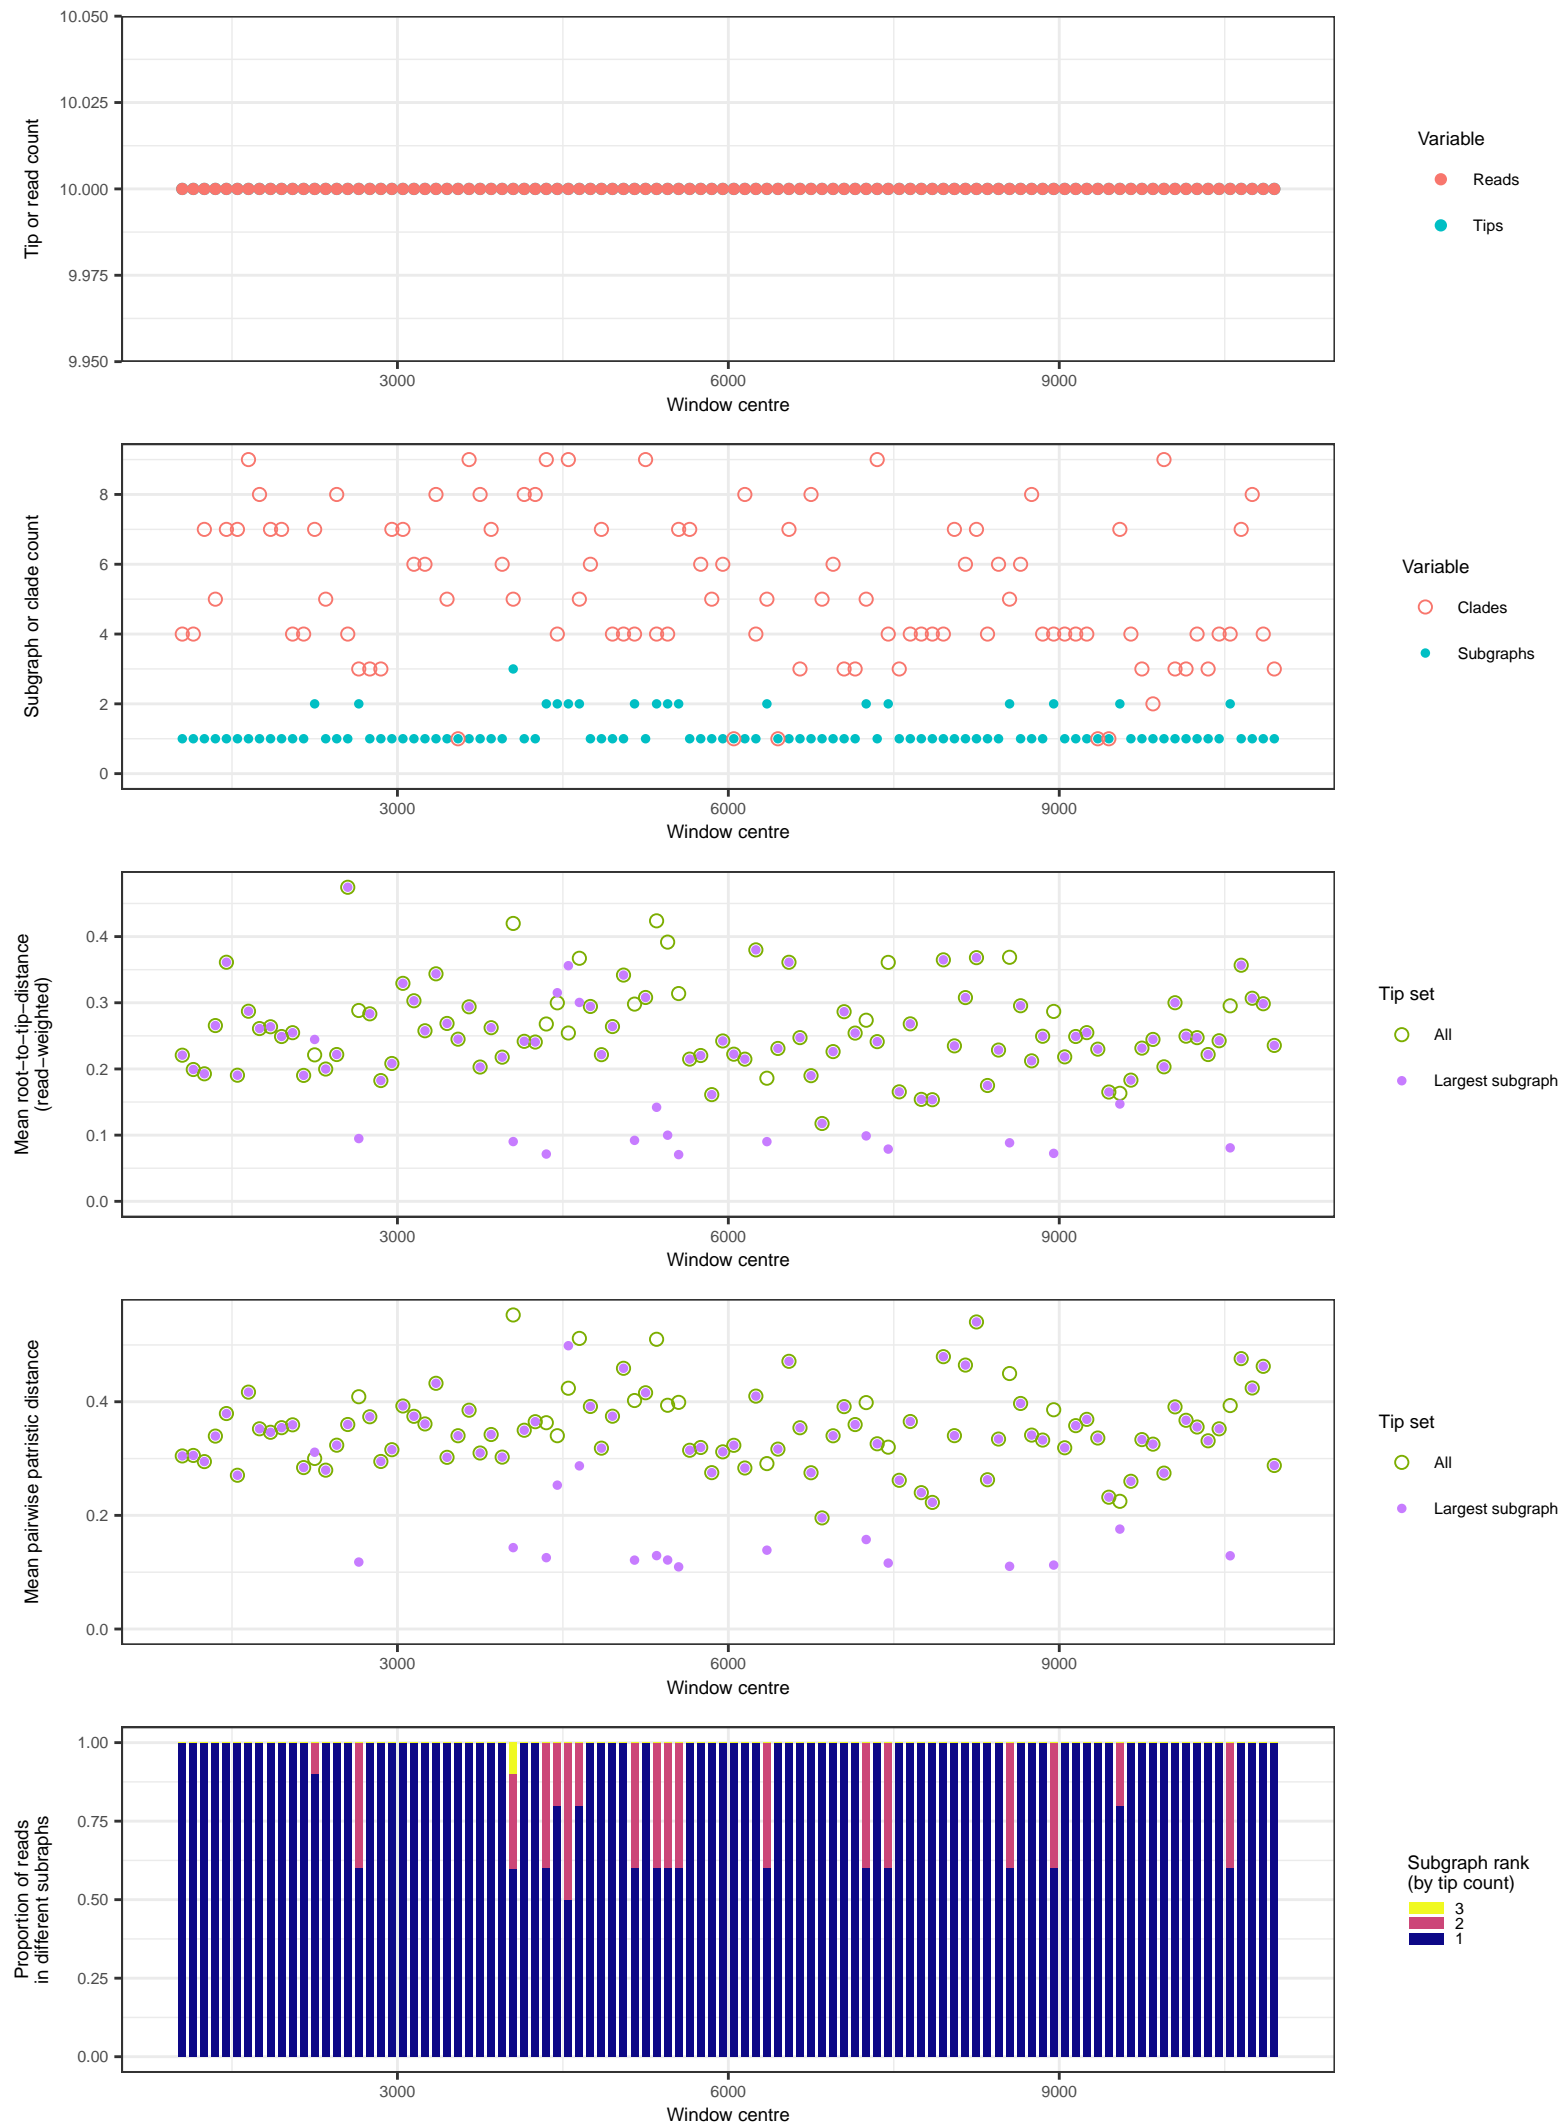 10.050
10.025
10.000
9.975
9.950
Tip or read count
3000 6000 9000
Window centre
Variable
Reads
Tips
8
6
4
2
0
Subgraph or clade count
3000 6000 9000
Window centre
Variable
Clades
Subgraphs
0.4
0.3
0.2
0.1
0.0
Mean root−to−tip−distance
(read−weighted)
3000 6000 9000
Window centre
Tip set
All
Largest subgraph
0.4
0.2
0.0
Mean pairwise patristic distance
3000 6000 9000
Window centre
Tip set
All
Largest subgraph
1.00
0.75
0.50
0.25
0.00
Proportion of reads
in different subraphs
3000 6000 9000
Window centre
Subgraph rank
(by tip count)
3
2
1